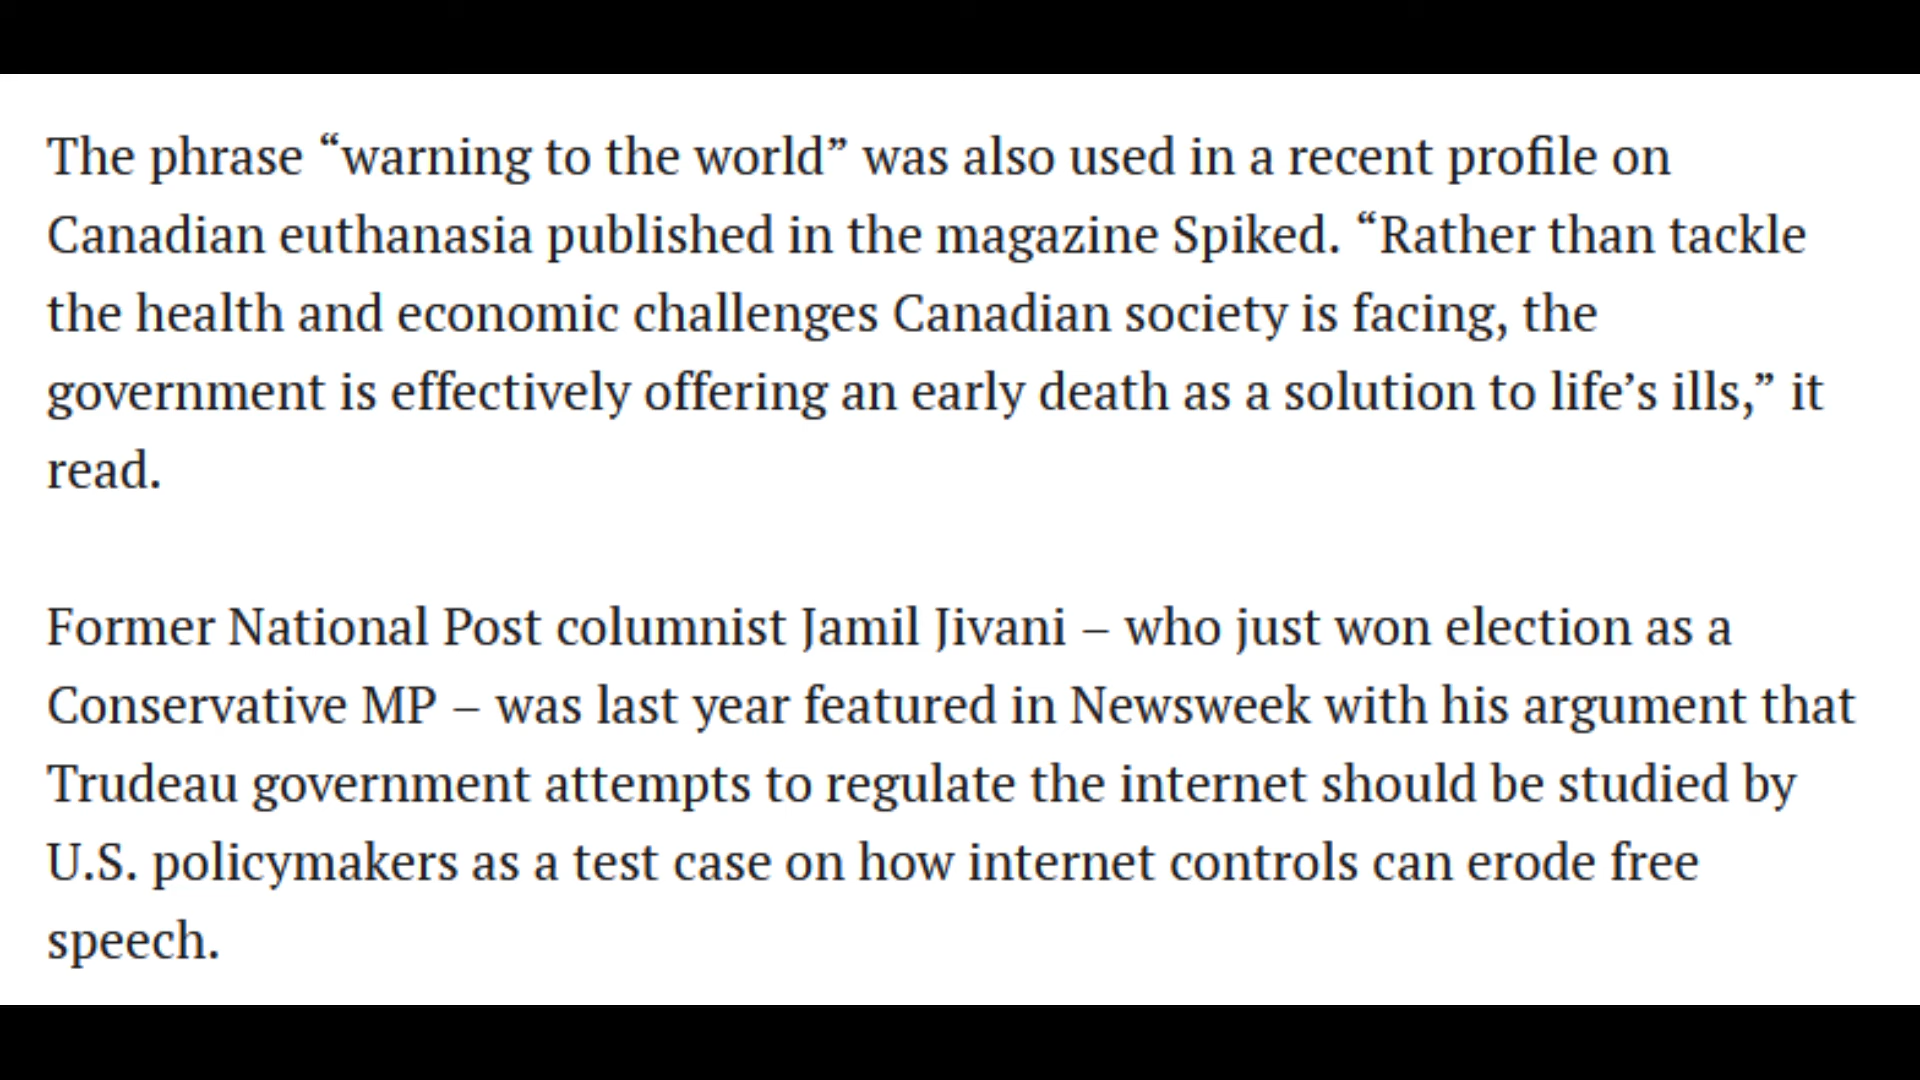 The phrase “warning to the world” was also used in a recent profile on
Canadian euthanasia published in the magazine Spiked. “Rather than tackle
the health and economic challenges Canadian society is facing, the
government is effectively offering an early death as a solution to life’s ills,” it
read.
Former National Post columnist Jamil Jivani – who just won election as a
Conservative MP – was last year featured in Newsweek with his argument that
Trudeau government attempts to regulate the internet should be studied by
U.S. policymakers as a test case on how internet controls can erode free
speech.